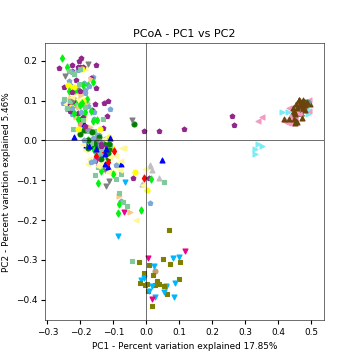 PCoA - PC1 vs PC2
PC2 - Percent variation explained 5.46%
0.2
0.1
0.0
−0.1
−0.2
−0.3
−0.4
−0.3 −0.2 −0.1 0.0 0.1 0.2 0.3 0.4 0.5
PC1 - Percent variation explained 17.85%